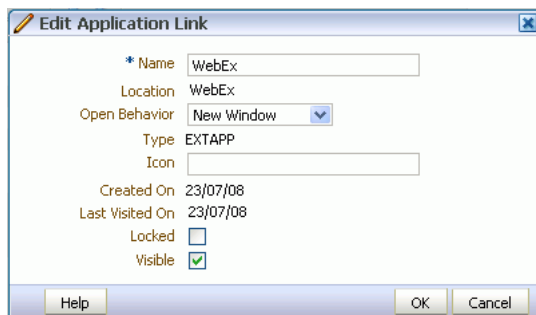 Edit Application Link
* Name WebEx
Location WebEx
Open Behavior New Window
Type EXTAPP
Icon
Created On 23/07/08
Last Visited On 23/07/08
Locked
Visible
Help OK Cancel